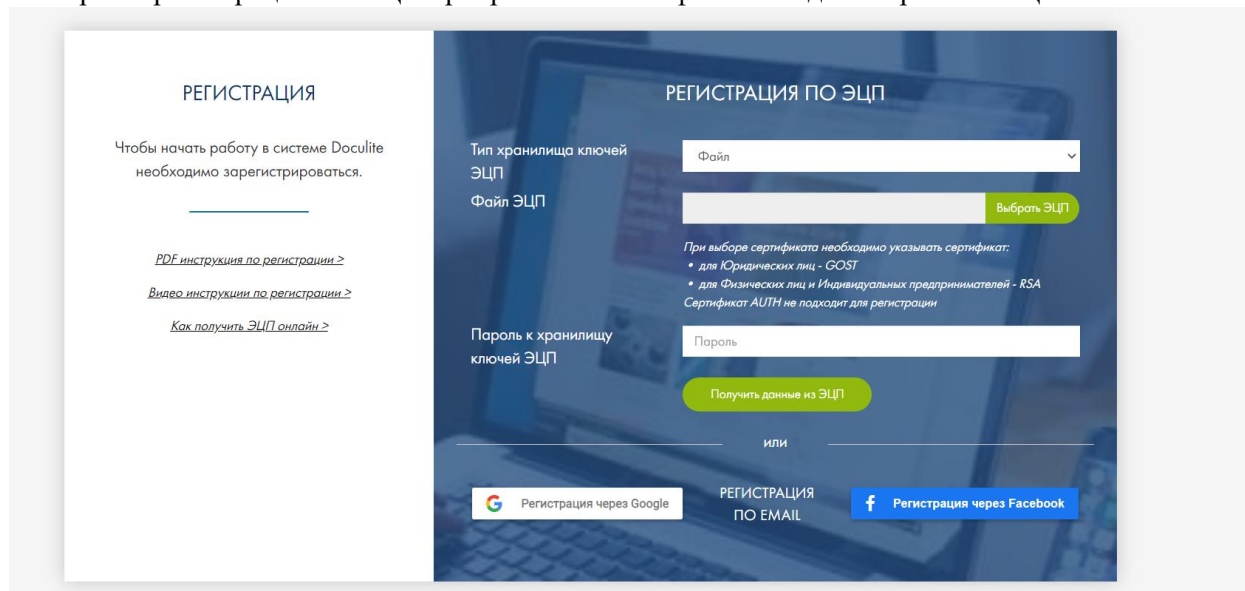 РЕГИСТРАЦИЯ
Чтобы начать работу в системе Doculite
необходимо зарегистрироваться.
PDF инструкция по регистрации >
Видео инструкции по регистрации >
Как получить ЭЦП онлайн >
РЕГИСТРАЦИЯ ПО ЭЦП
Тип хранилища ключей
ЭЦП
Файл
Файл ЭЦП
Выбрать ЭЦП
При выборе сертификата необходимо указывать сертификат:
• для Юридических лиц - GOST
• для Физических лиц и Индивидуальных предпринимателей - RSA
Сертификат AUTH не подходит для регистрации
Пароль к хранилищу
ключей ЭЦП
Пароль
Получить данные из ЭЦП
или
Регистрация через Google
РЕГИСТРАЦИЯ
ПО EMAIL
Регистрация через Facebook